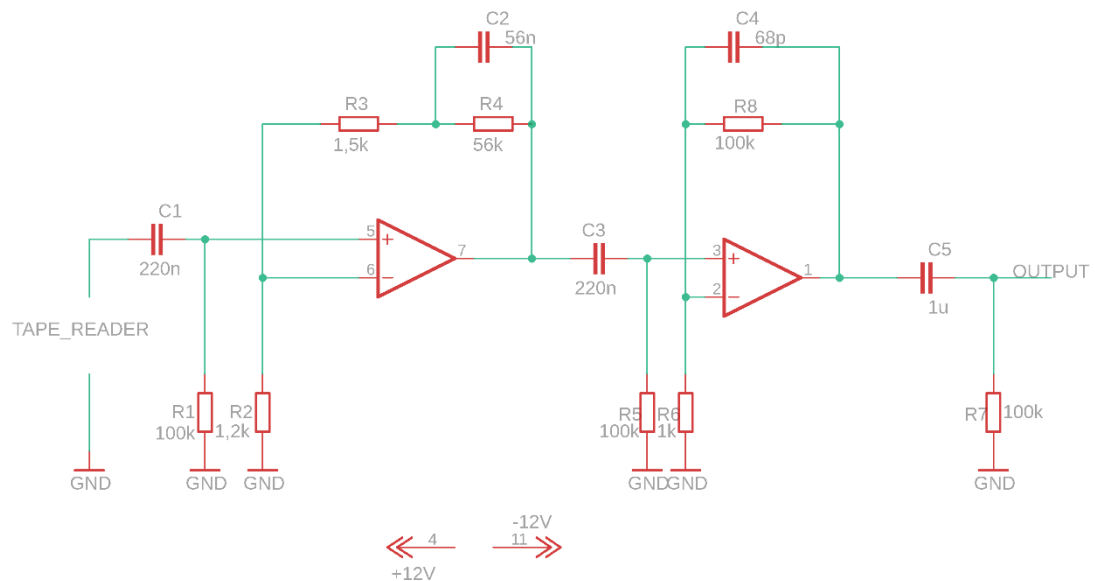 C2
56n
C4
68p
R3
R4
R8
1,5k
56k
100k
C1
5
+
7
C3
3
+
1
C5
OUTPUT
220n
6
-
220n
2
-
1u
TAPE_READER
R1
R2
R5
R6
R7
100k
100k
1,2k
100k
1k
GND
GND
GND
GND
GND
GND
-12V
4
11
+12V